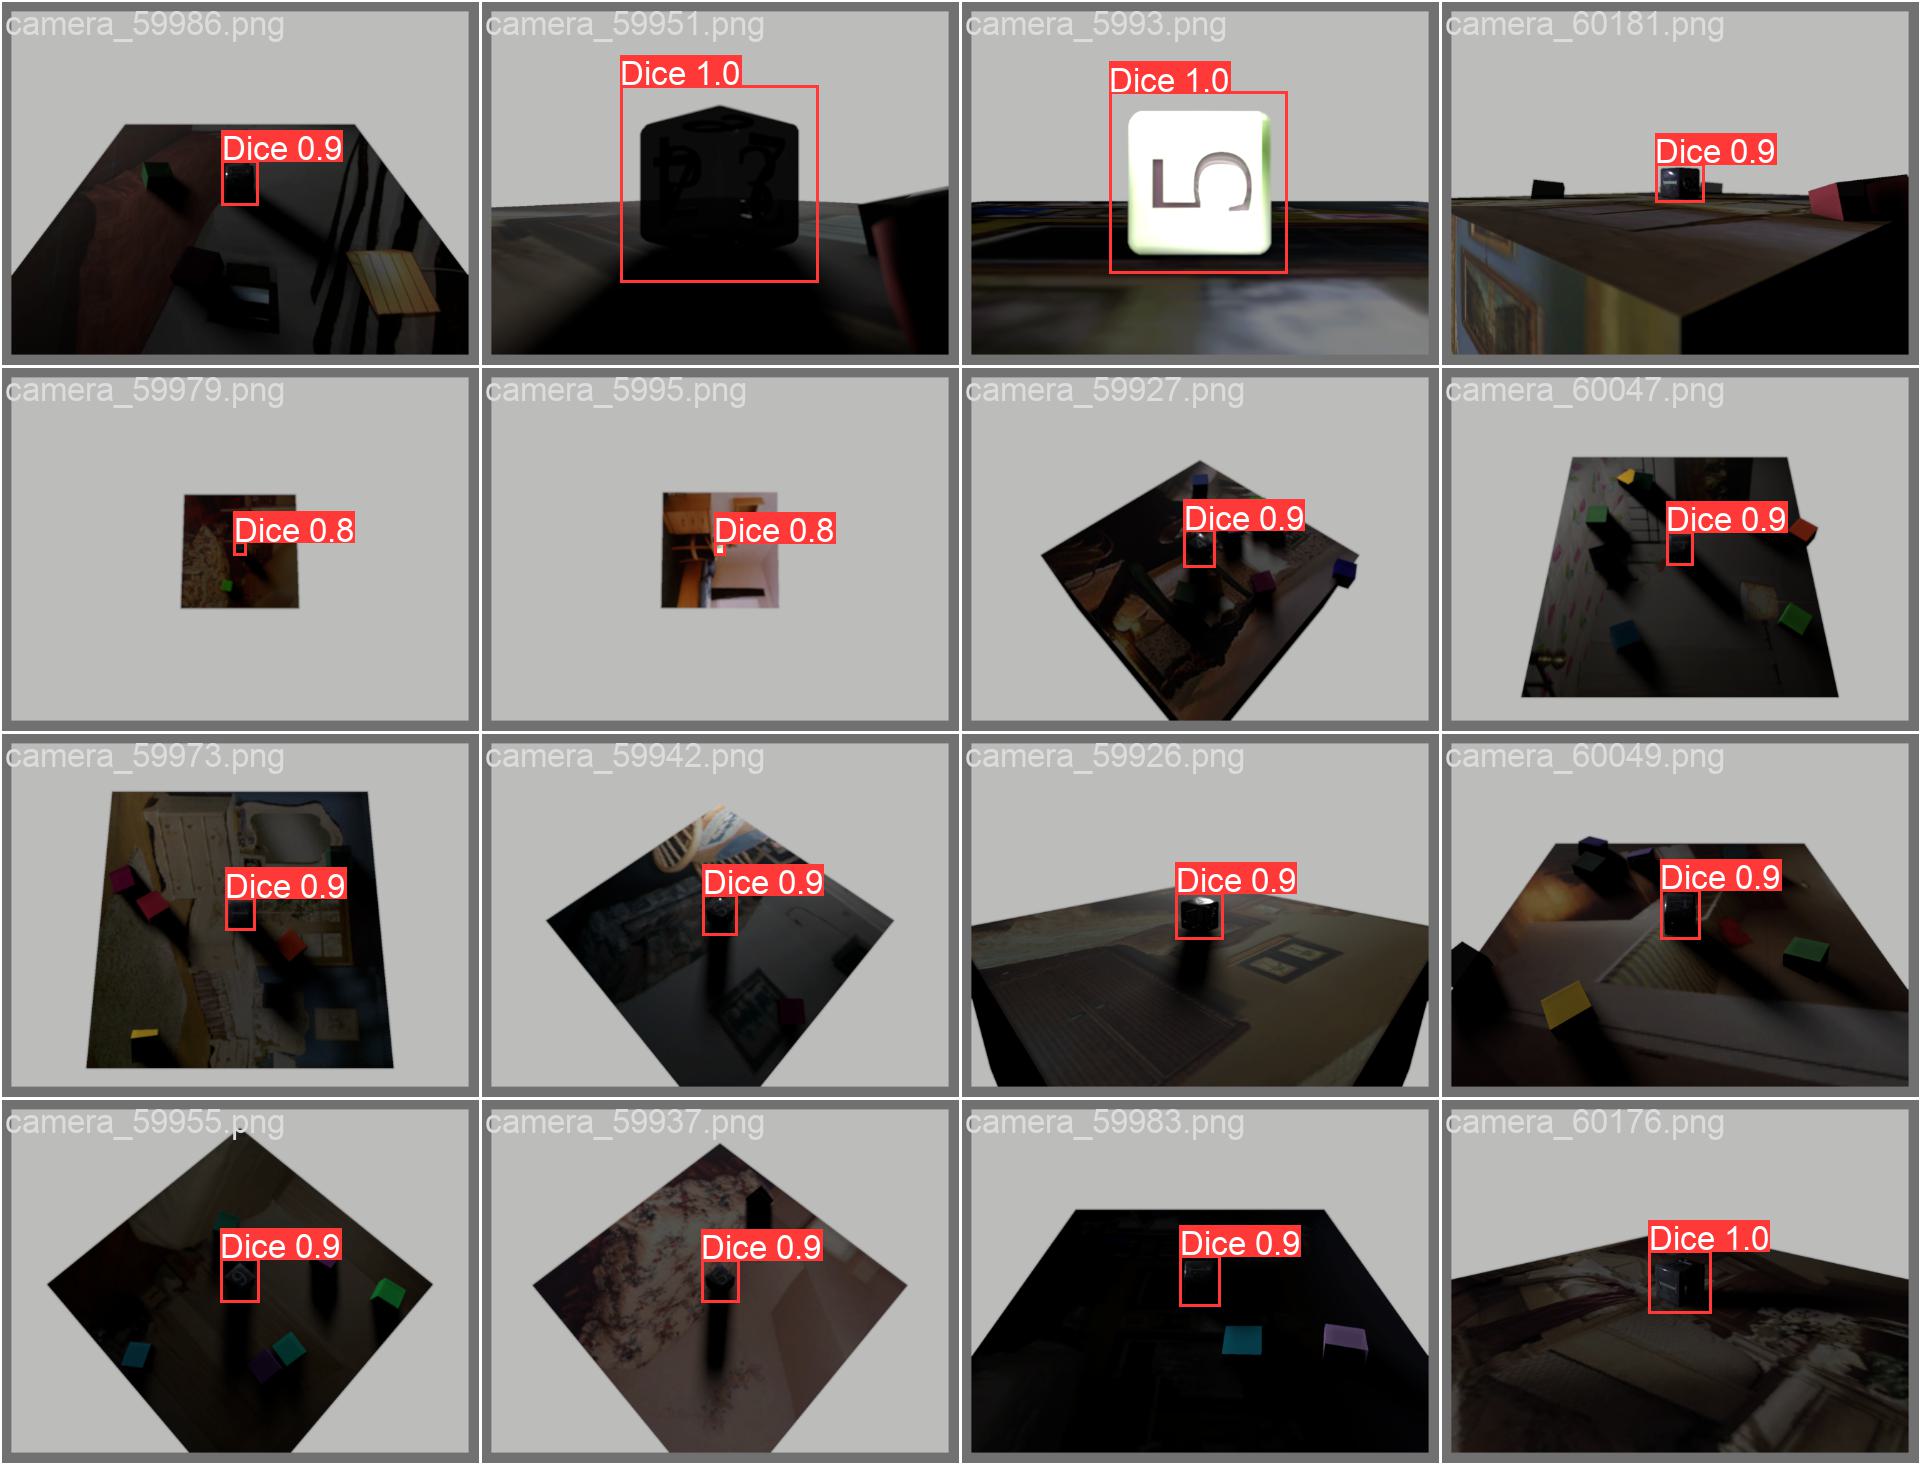 camera_59986.png
Dice 0.9
camera_59951.png
Dice 1.0
camera_5993.png
Dice 1.0
5
camera_60181.png
Dice 0.9
camera_59979.png
Dice 0.8
camera_5995.png
Dice 0.8
camera_59927.png
Dice 0.9
camera_60047.png
Dice 0.9
camera_59973.png
Dice 0.9
camera_59942.png
Dice 0.9
camera_59926.png
Dice 0.9
camera_60049.png
Dice 0.9
camera_59955.png
Dice 0.9
camera_59937.png
Dice 0.9
camera_59983.png
Dice 0.9
camera_60176.png
Dice 1.0